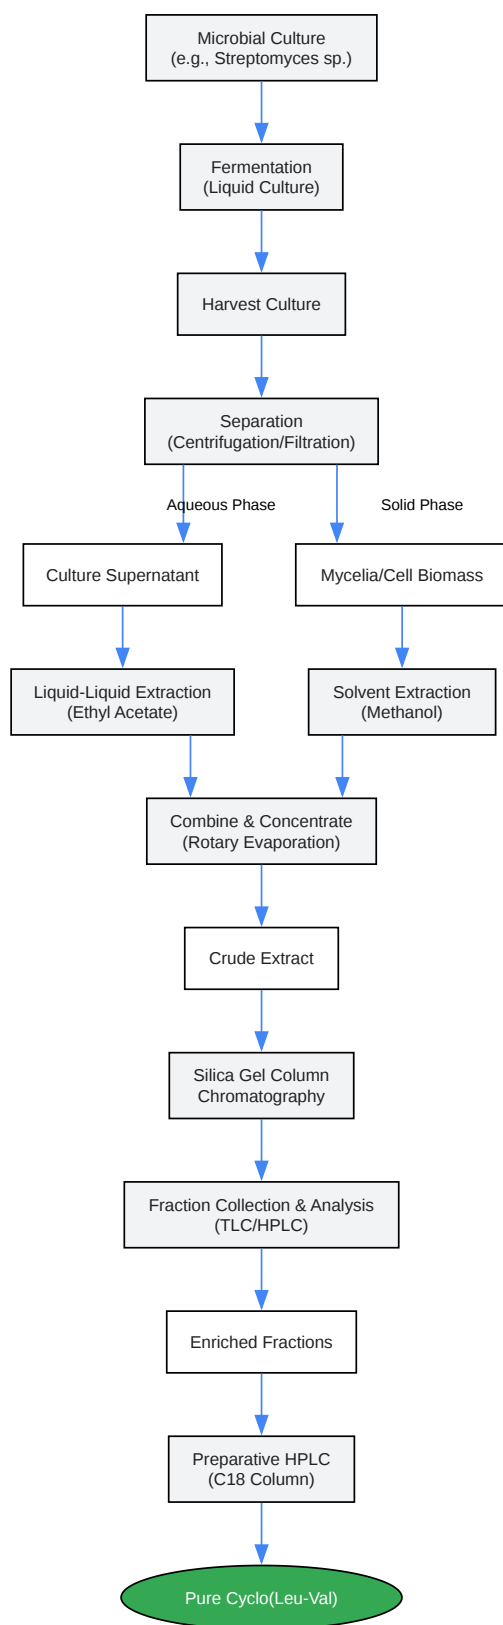 Microbial Culture
(e.g., Streptomyces sp.)
Fermentation
(Liquid Culture)
Harvest Culture
Separation
(Centrifugation/Filtration)
Aqueous Phase
Solid Phase
Culture Supernatant
Mycelia/Cell Biomass
Liquid-Liquid Extraction
(Ethyl Acetate)
Solvent Extraction
(Methanol)
Combine & Concentrate
(Rotary Evaporation)
Crude Extract
Silica Gel Column
Chromatography
Fraction Collection & Analysis
(TLC/HPLC)
Enriched Fractions
Preparative HPLC
(C18 Column)
Pure Cyclo(Leu-Val)